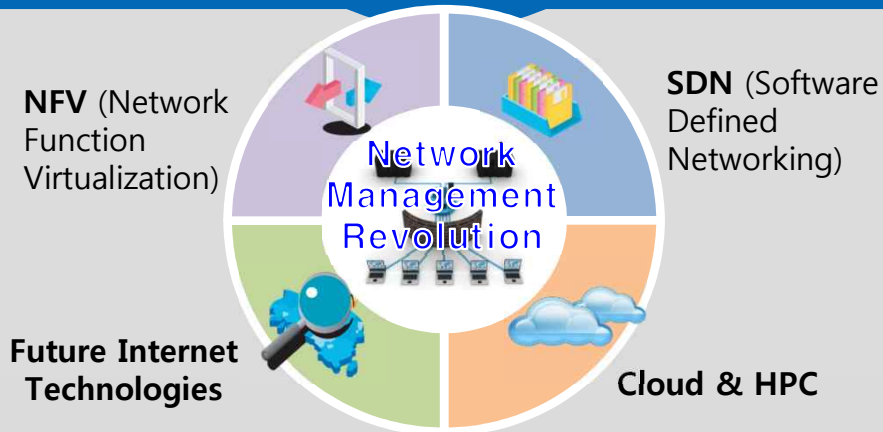 NFV (Network
Function
Virtualization)
SDN (Software
Defined
Networking)
Network
Management
Revolution
Future Internet
Technologies
Cloud & HPC